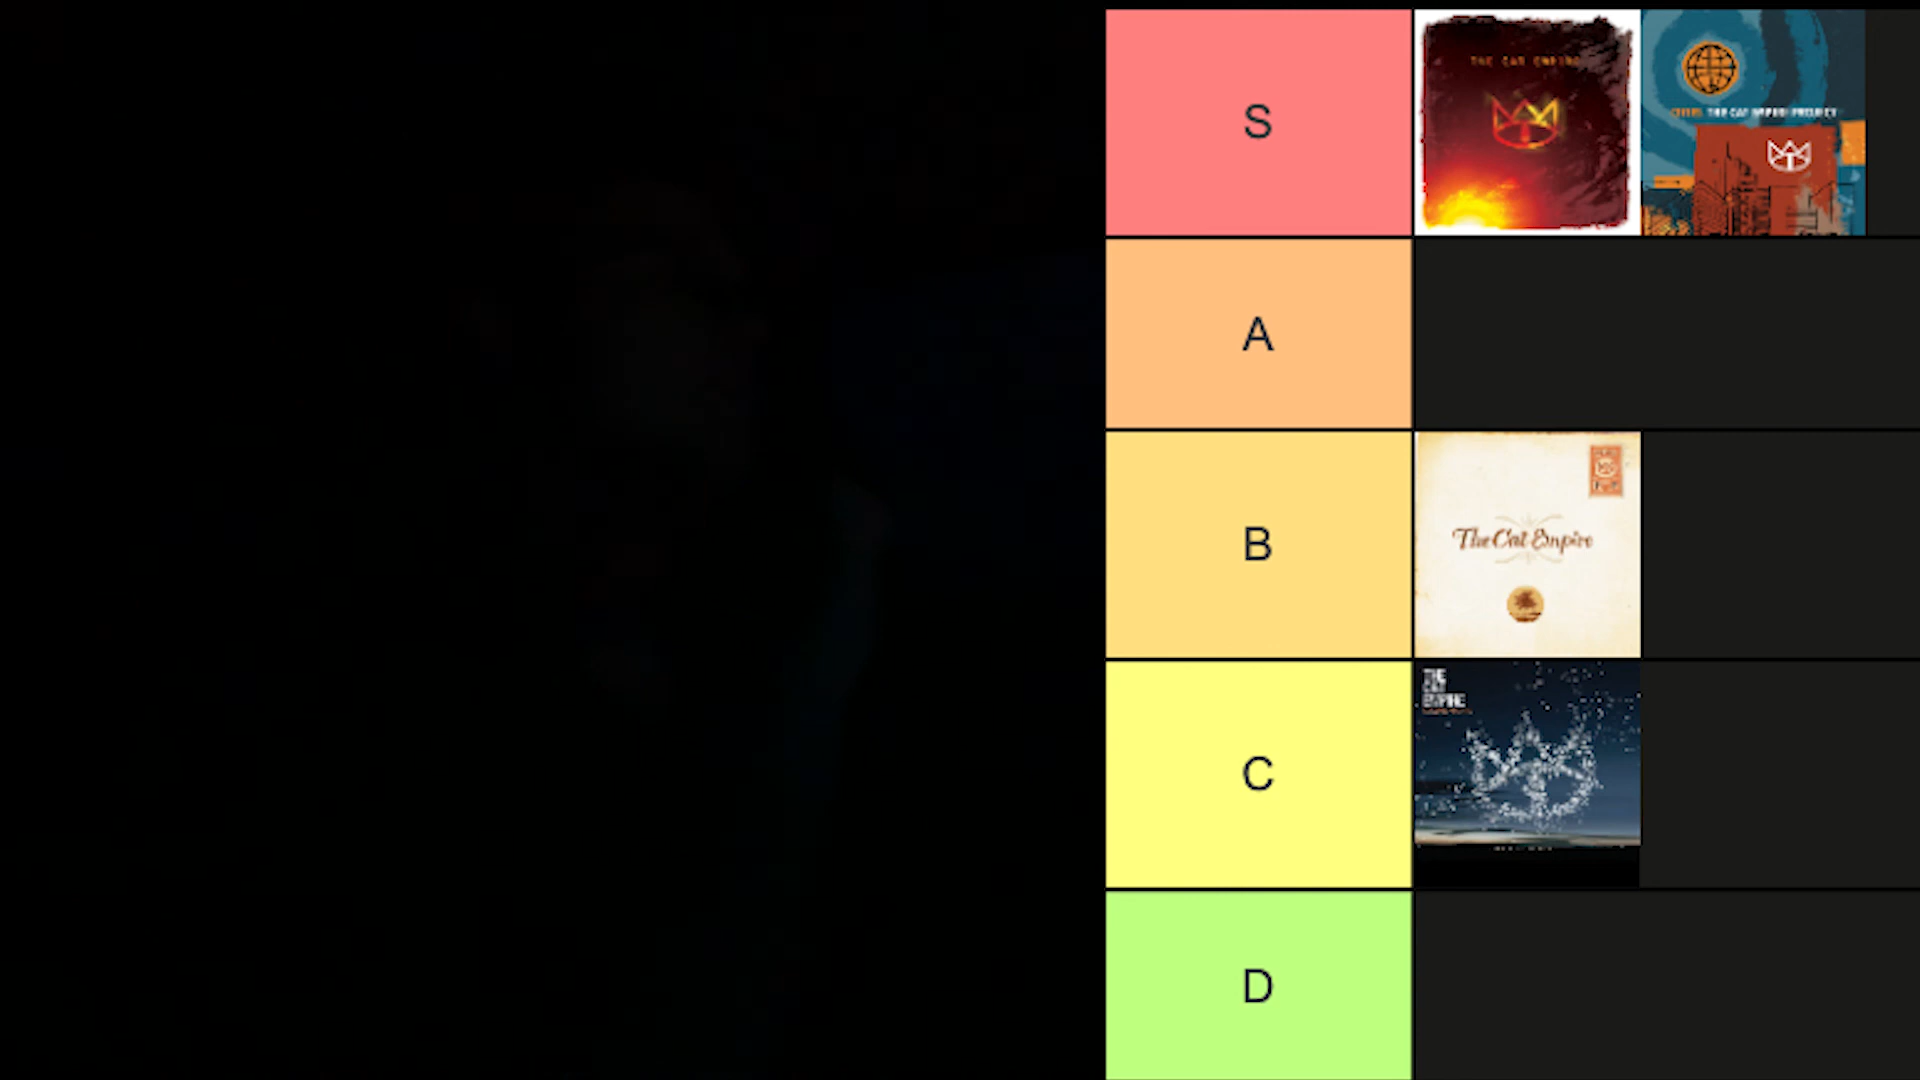 S
THE CAT EMPIRE
THE CAT EMPIRE PROJECT
A
B
The Cat Empire
C
THE
CAT
EMPIRE
D